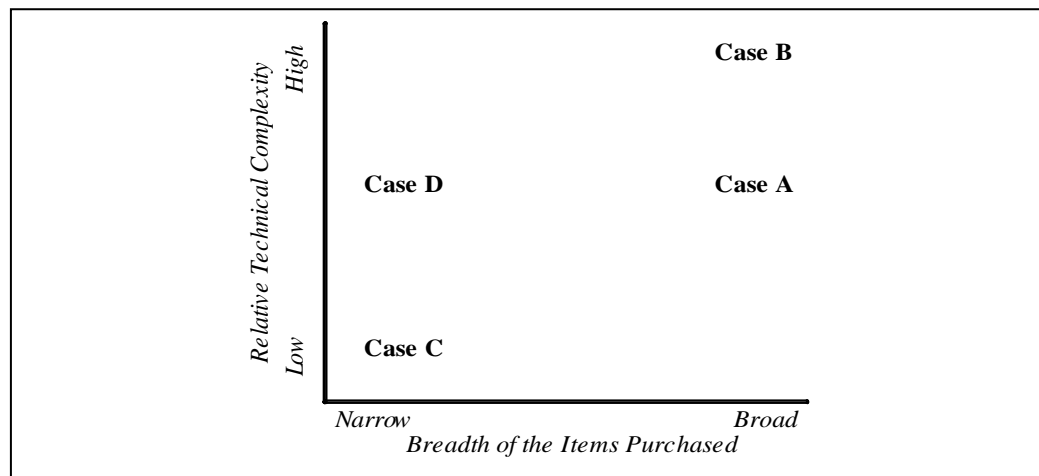 Case B
High
Relative Technical Complexity
Case D
Case A
Case C
Low
Narrow
Broad
Breadth of the Items Purchased